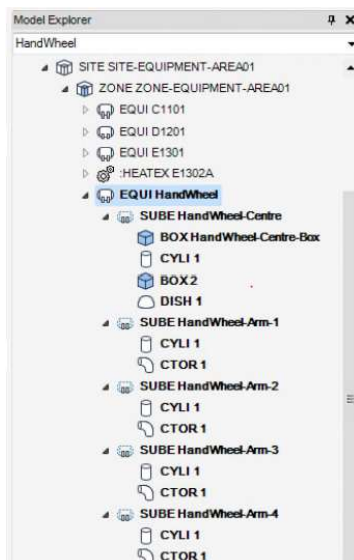 Model Explorer
HandWheel
SITE SITE-EQUIPMENT-AREA01
ZONE ZONE-EQUIPMENT-AREA01
EQUI C1101
EQUI D1201
EQUI E1301
:HEATEX E1302A
EQUI HandWheel
SUBE HandWheel-Centre
BOX HandWheel-Centre-Box
CYLI 1
BOX 2
DISH 1
SUBE HandWheel-Arm-1
CYLI 1
CTOR 1
SUBE HandWheel-Arm-2
CYLI 1
CTOR 1
SUBE HandWheel-Arm-3
CYLI 1
CTOR 1
SUBE HandWheel-Arm-4
CYLI 1
CTOR 1